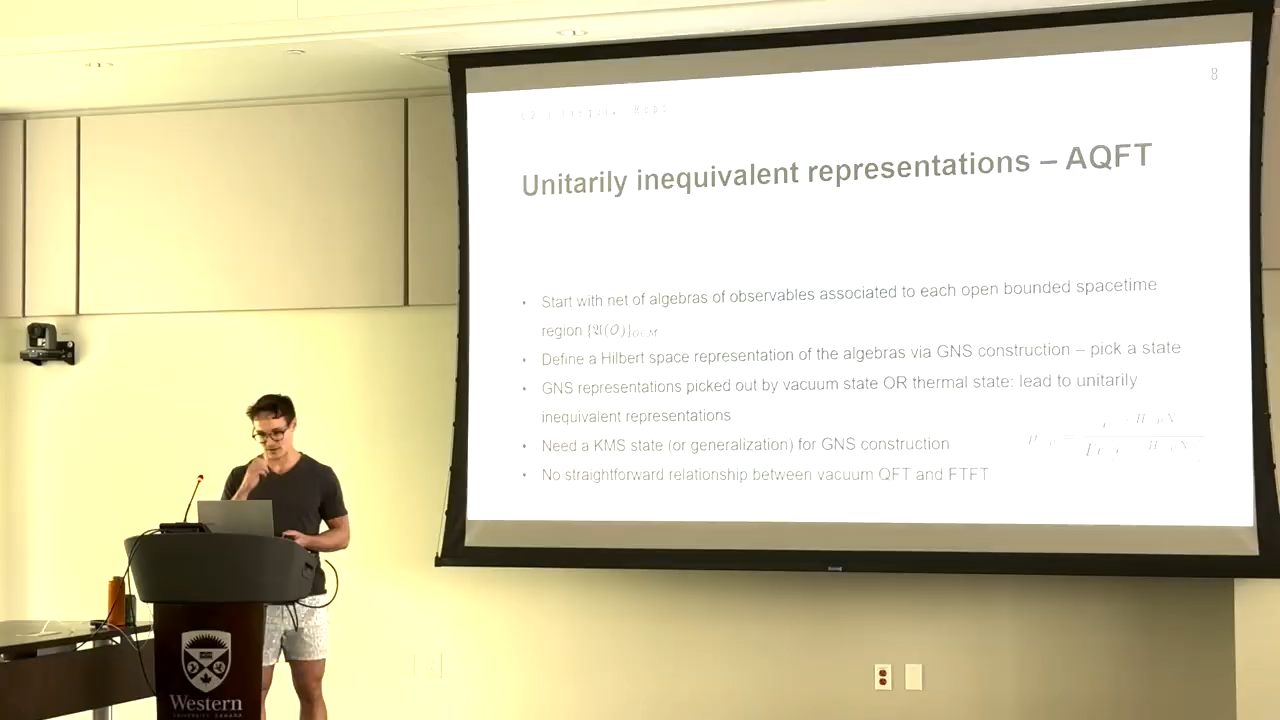 8
Unitarily inequivalent representations – AQFT
• Start with net of algebras of observables associated to each open bounded spacetime
region {𝔄(O)}
• Define a Hilbert space representation of the algebras via GNS construction – pick a state
• GNS representations picked out by vacuum state OR thermal state: lead to unitarily
inequivalent representations
• Need a KMS state (or generalization) for GNS construction
• No straightforward relationship between vacuum QFT and FTFT
Western
UNIVERSITY · CANADA